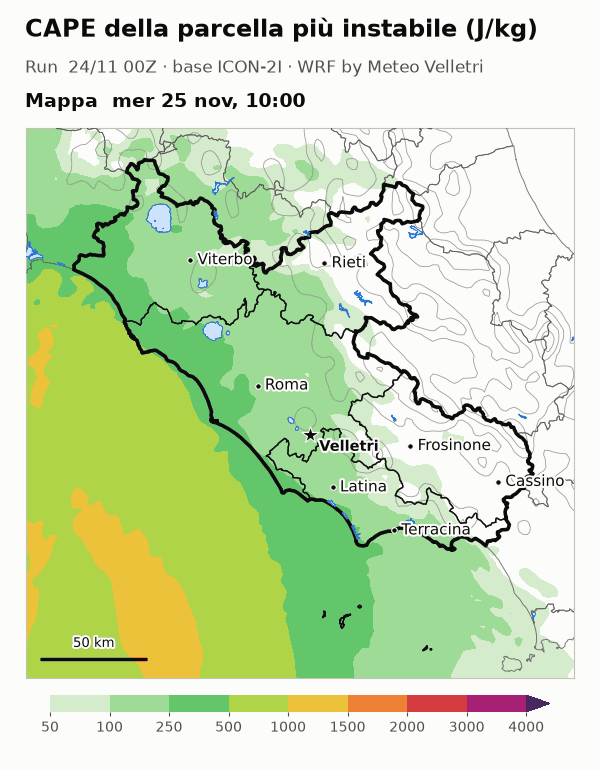 CAPE della parcella più instabile (J/kg)
Run  24/11 00Z · base ICON-2I · WRF by Meteo Velletri
Mappa  mer 25 nov, 10:00
Viterbo
Rieti
Roma
Velletri
Frosinone
Cassino
Latina
Terracina
50 km
50 100 250 500 1000 1500 2000 3000 4000